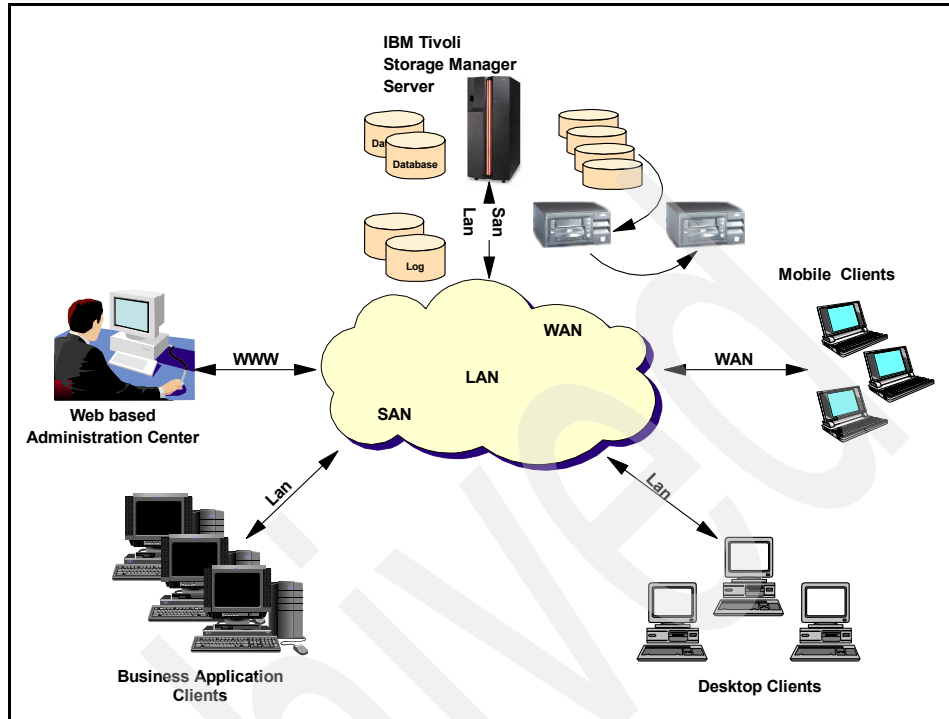 IBM Tivoli
Storage Manager
Server
Database
Lan
San
Log
Mobile Clients
WAN
WWW
LAN
WAN
SAN
Web based
Administration Center
Lan
Lan
Business Application
Clients
Desktop Clients